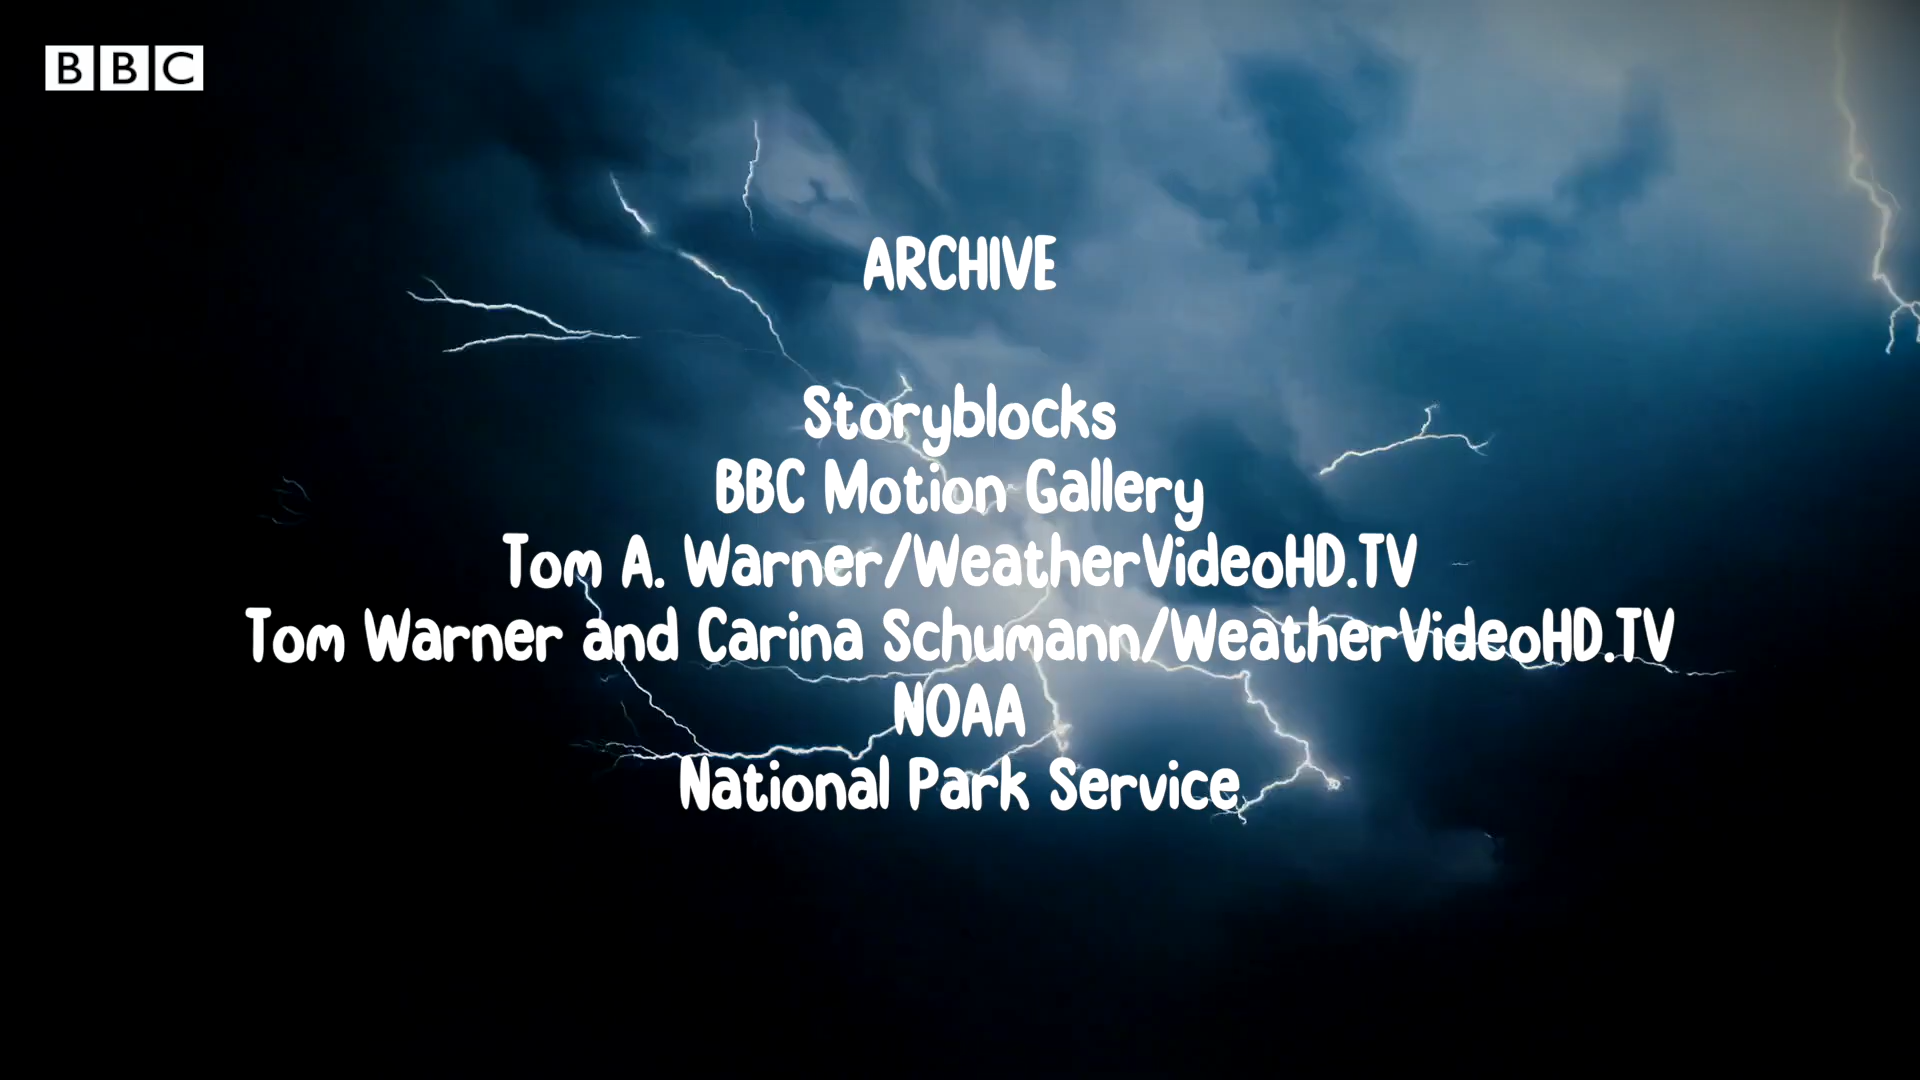 BBC
ARCHIVE
Storyblocks
BBC Motion Gallery
Tom A. Warner/WeatherVideoHD.TV
Tom Warner and Carina Schumann/WeatherVideoHD.TV
NOAA
National Park Service